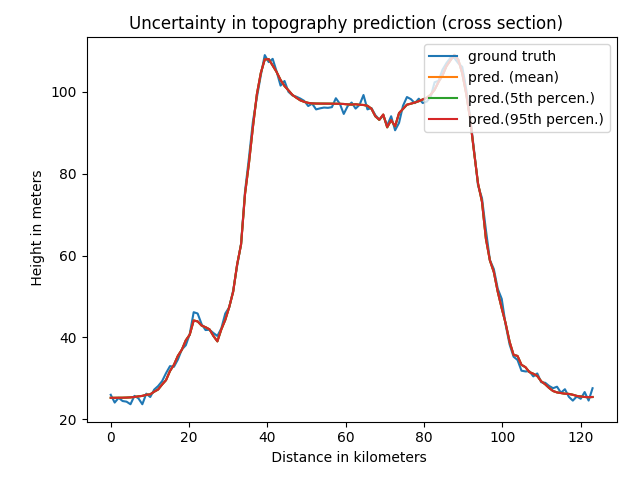 Uncertainty in topography prediction (cross section)
ground truth
pred. (mean)
pred.(5th percen.)
pred.(95th percen.)
Height in meters
100
80
60
40
20
0 20 40 60 80 100 120
Distance in kilometers